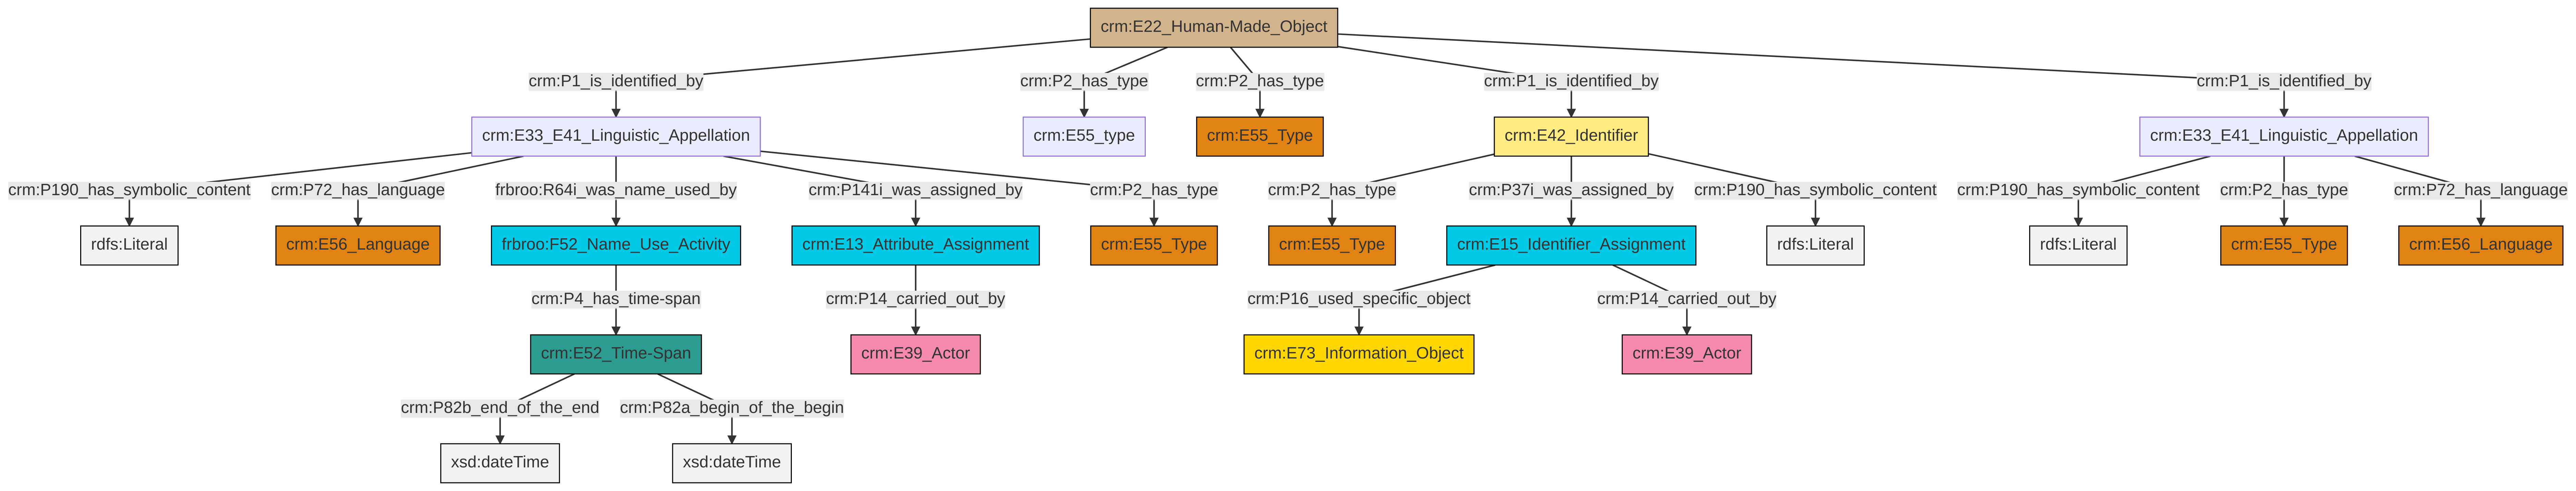 crm:E22_Human-Made_Object
crm:P1_is_identified_by
crm:P2_has_type
crm:P2_has_type
crm:P1_is_identified_by
crm:P1_is_identified_by
crm:E33_E41_Linguistic_Appellation
crm:E55_type
crm:E55_Type
crm:E42_Identifier
crm:E33_E41_Linguistic_Appellation
crm:P190_has_symbolic_content
crm:P72_has_language
frbroo:R64i_was_name_used_by
crm:P141i_was_assigned_by
crm:P2_has_type
crm:P2_has_type
crm:P37i_was_assigned_by
crm:P190_has_symbolic_content
crm:P190_has_symbolic_content
crm:P2_has_type
crm:P72_has_language
rdfs:Literal
crm:E56_Language
frbroo:F52_Name_Use_Activity
crm:E13_Attribute_Assignment
crm:E55_Type
crm:E55_Type
crm:E15_Identifier_Assignment
rdfs:Literal
rdfs:Literal
crm:E55_Type
crm:E56_Language
crm:P4_has_time-span
crm:P14_carried_out_by
crm:P16_used_specific_object
crm:P14_carried_out_by
crm:E52_Time-Span
crm:E39_Actor
crm:E73_Information_Object
crm:E39_Actor
crm:P82b_end_of_the_end
crm:P82a_begin_of_the_begin
xsd:dateTime
xsd:dateTime